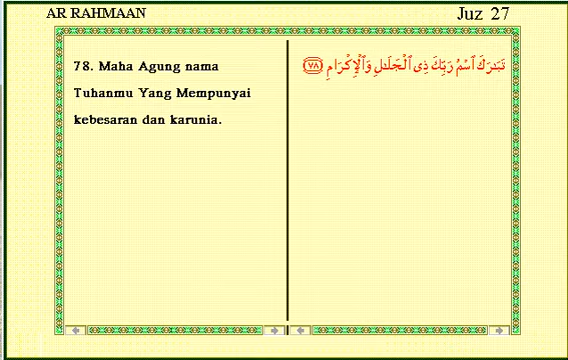 AR RAHMAAN
Juz 27
78. Maha Agung nama
Tuhanmu Yang Mempunyai
kebesaran dan karunia.
تَبَـٰرَكَ ٱسْمُ رَبِّكَ ذِى ٱلْجَلَـٰلِ وَٱلْإِكْرَامِ ٧٨